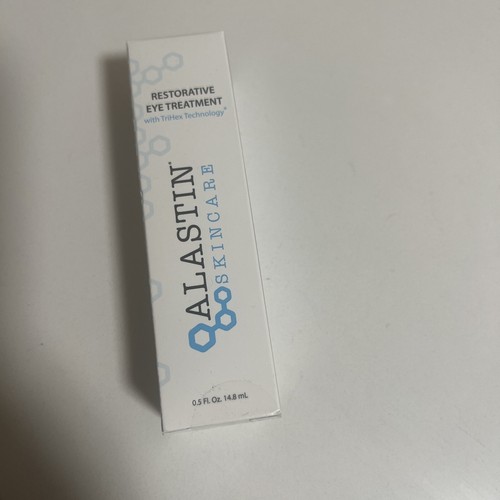 RESTORATIVE
EYE TREATMENT
with TriHex Technology®
ALASTIN®
SKINCARE
0.5 Fl. Oz. 14.8 mL